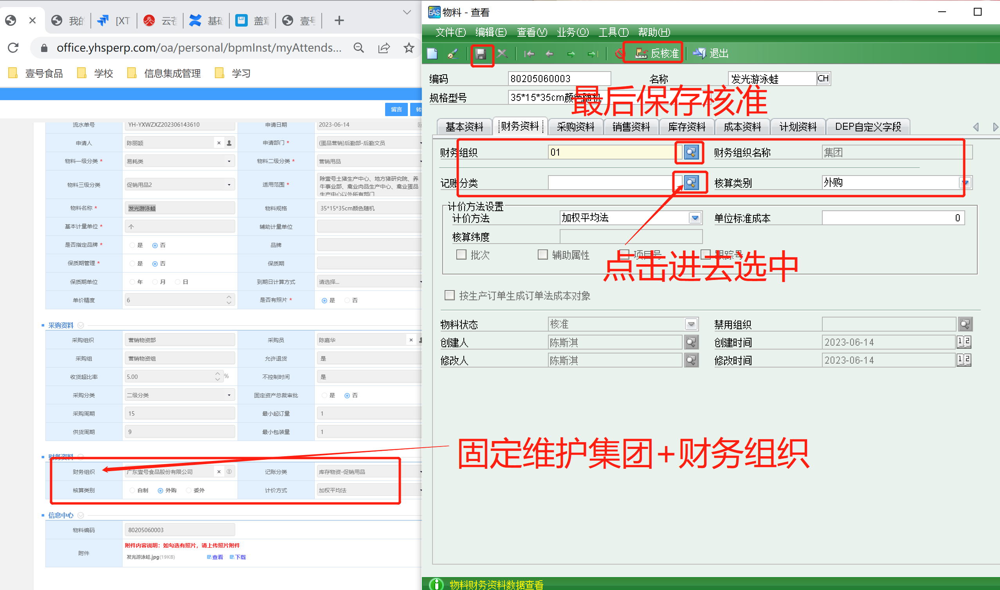 我的
[XT
云苍
基础
盖章
壹号
office.yhsperp.com/oa/personal/bpmInst/myAttends...
壹号食品 学校 信息集成管理 学习
留言
流水单号 YH-YXWZXZ202306143610 申请日期 2023-06-14
申请人 陈丽颖 申请部门 * (蛋品营销)后勤部-后勤文员
物料一级分类 * 易耗类 物料二级分类 * 营销用品
物料三级分类 促销用品2 适用范围 * 除壹号土猪生产中心、地方猪研究院、养
牛事业部、禽业肉品生产中心、禽业蛋品
生产中心以外所有部门
物料名称 * 发光游泳蛙 物料规格 35*15*35cm颜色随机
基本计量单位 * 个 辅助计量单位
是否指定品牌 * 是 否 品牌
保质期管理 * 是 否 保质期
保质期单位 年 月 日 到期日计算方式 请选择...
单价精度 6 是否有照片 * 是 否
采购资料
采购组织 营销物资部 采购员 陈嘉华
采购组 营销物资组 允许退货 是
收货超比率 5.00 % 不控制时间 是
采购分类 二级分类 固定资产总裁审批 是 否
采购周期 15 最小起订量 1
供货周期 9 最小包装量 1
财务资料
财务组织 广东壹号食品股份有限公司 记账分类 库存物资-促销用品
核算类别 自制 外购 委外 计价方式 加权平均法
信息中心
物料编码 80205060003
附件 附件内容说明：如勾选有照片，请上传照片附件
发光游泳蛙.jpg(19KB) 查看 下载
EAS 物料 - 查看
文件(F) 编辑(E) 查看(V) 业务(O) 工具(T) 帮助(H)
反核准 退出
编码 80205060003 名称 发光游泳蛙 CH
规格型号 35*15*35cm颜色随机
最后保存核准
基本资料 财务资料 采购资料 销售资料 库存资料 成本资料 计划资料 DEP自定义字段
财务组织 01 财务组织名称 集团
记账分类 核算类别 外购
计价方法设置
计价方法 加权平均法 单位标准成本 0
核算纬度
批次 辅助属性 项目号 跟踪号
点击进去选中
按生产订单生成订单法成本对象
物料状态 核准 禁用组织
创建人 陈斯淇 创建时间 2023-06-14 12
修改人 陈斯淇 修改时间 2023-06-14 12
固定维护集团+财务组织
物料财务资料数据查看